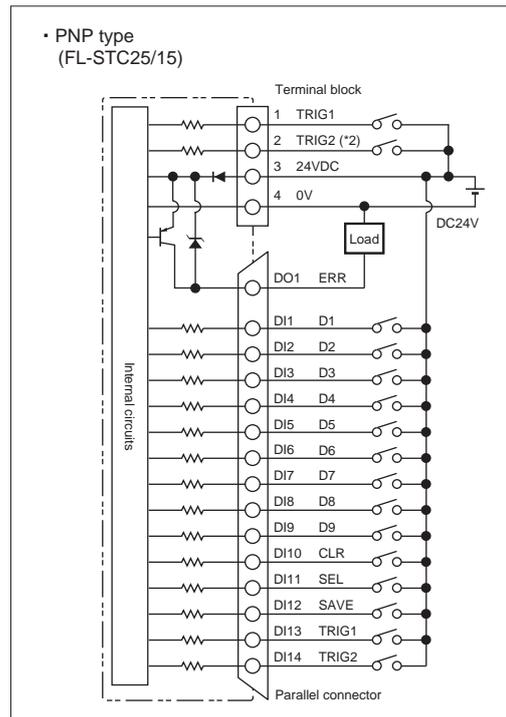 ・PNP type
(FL-STC25/15)
Terminal block
1 TRIG1
2 TRIG2 (*2)
3 24VDC
4 0V
DC24V
Load
DO1 ERR
DI1 D1
DI2 D2
DI3 D3
DI4 D4
DI5 D5
DI6 D6
DI7 D7
DI8 D8
DI9 D9
DI10 CLR
DI11 SEL
DI12 SAVE
DI13 TRIG1
DI14 TRIG2
Internal circuits
Parallel connector